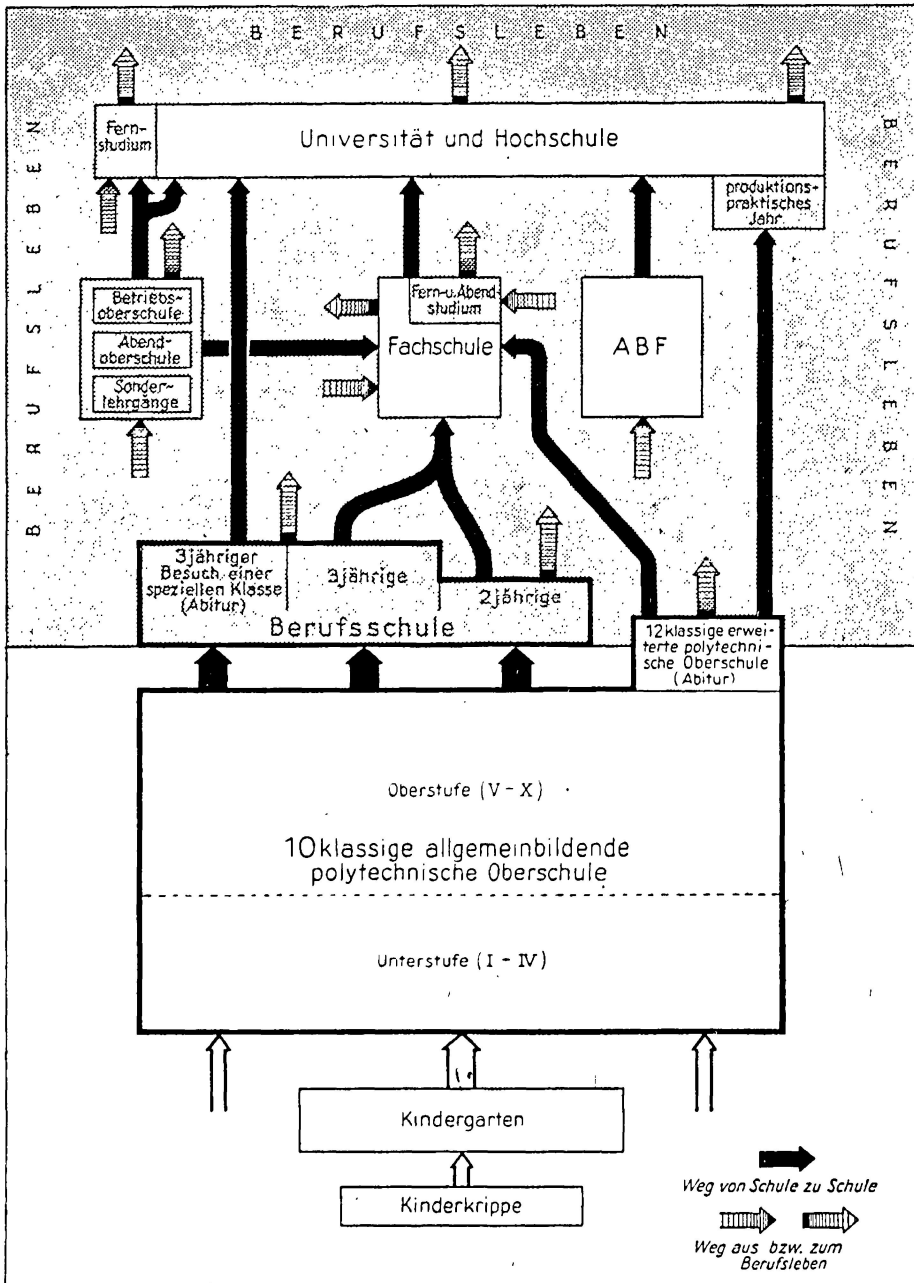 BERUFSLEBEN
BERUFSLEBEN
BERUFSLEBEN
Fern-
studium
Universität und Hochschule
produktions-
praktisches
Jahr
Betriebs-
oberschule
Abend-
oberschule
Sonder-
lehrgänge
Fern-u.Abend-
studium
Fachschule
ABF
3jähriger
Besuch einer
speziellen Klasse
(Abitur)
3jährige
2jährige
Berufsschule
12klassige erwei-
terte polytechni-
sche Oberschule
(Abitur)
Oberstufe (V-X)
10klassige allgemeinbildende
polytechnische Oberschule
Unterstufe (I-IV)
Kindergarten
Kinderkrippe
Weg von Schule zu Schule
Weg aus bzw. zum
Berufsleben